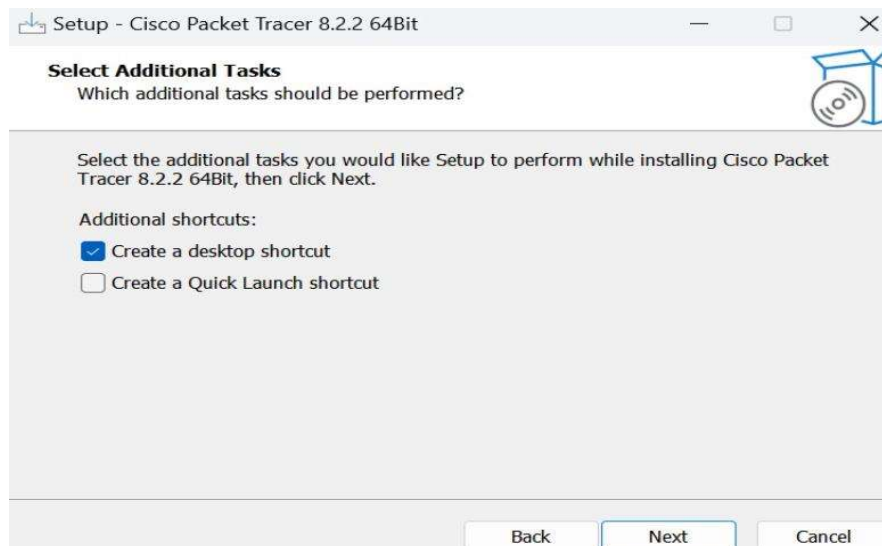 Setup - Cisco Packet Tracer 8.2.2 64Bit
Select Additional Tasks
Which additional tasks should be performed?
Select the additional tasks you would like Setup to perform while installing Cisco Packet
Tracer 8.2.2 64Bit, then click Next.
Additional shortcuts:
Create a desktop shortcut
Create a Quick Launch shortcut
Back Next Cancel